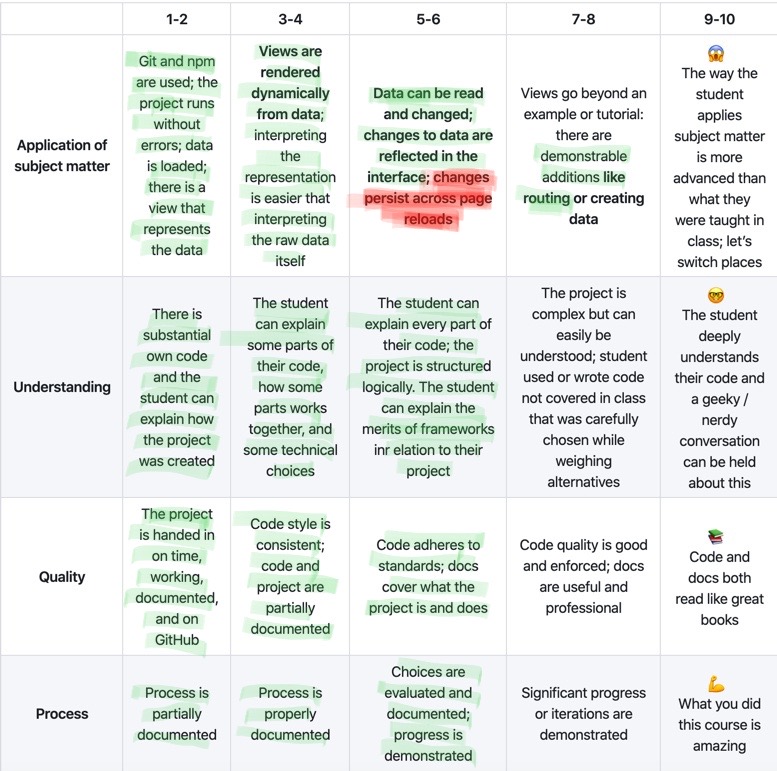 1-2
3-4
5-6
7-8
9-10
Application of
subject matter
Git and npm
are used; the
project runs
without
errors; data
is loaded;
there is a
view that
represents
the data
Views are
rendered
dynamically
from data;
interpreting
the
representation
is easier that
interpreting
the raw data
itself
Data can be read
and changed;
changes to data are
reflected in the
interface; changes
persist across page
reloads
Views go beyond an
example or tutorial:
there are
demonstrable
additions like
routing or creating
data
😱
The way the
student
applies
subject matter
is more
advanced than
what they
were taught in
class; let's
switch places
Understanding
There is
substantial
own code
and the
student can
explain how
the project
was created
The student
can explain
some parts of
their code,
how some
parts works
together, and
some technical
choices
The student can
explain every part of
their code; the
project is structured
logically. The student
can explain the
merits of frameworks
inr elation to their
project
The project is
complex but can
easily be
understood; student
used or wrote code
not covered in class
that was carefully
chosen while
weighing
alternatives
🤓
The student
deeply
understands
their code and
a geeky /
nerdy
conversation
can be held
about this
Quality
The project
is handed in
on time,
working,
documented,
and on
GitHub
Code style is
consistent;
code and
project are
partially
documented
Code adheres to
standards; docs
cover what the
project is and does
Code quality is good
and enforced; docs
are useful and
professional
📚
Code and
docs both
read like great
books
Process
Process is
partially
documented
Process is
properly
documented
Choices are
evaluated and
documented;
progress is
demonstrated
Significant progress
or iterations are
demonstrated
💪
What you did
this course is
amazing